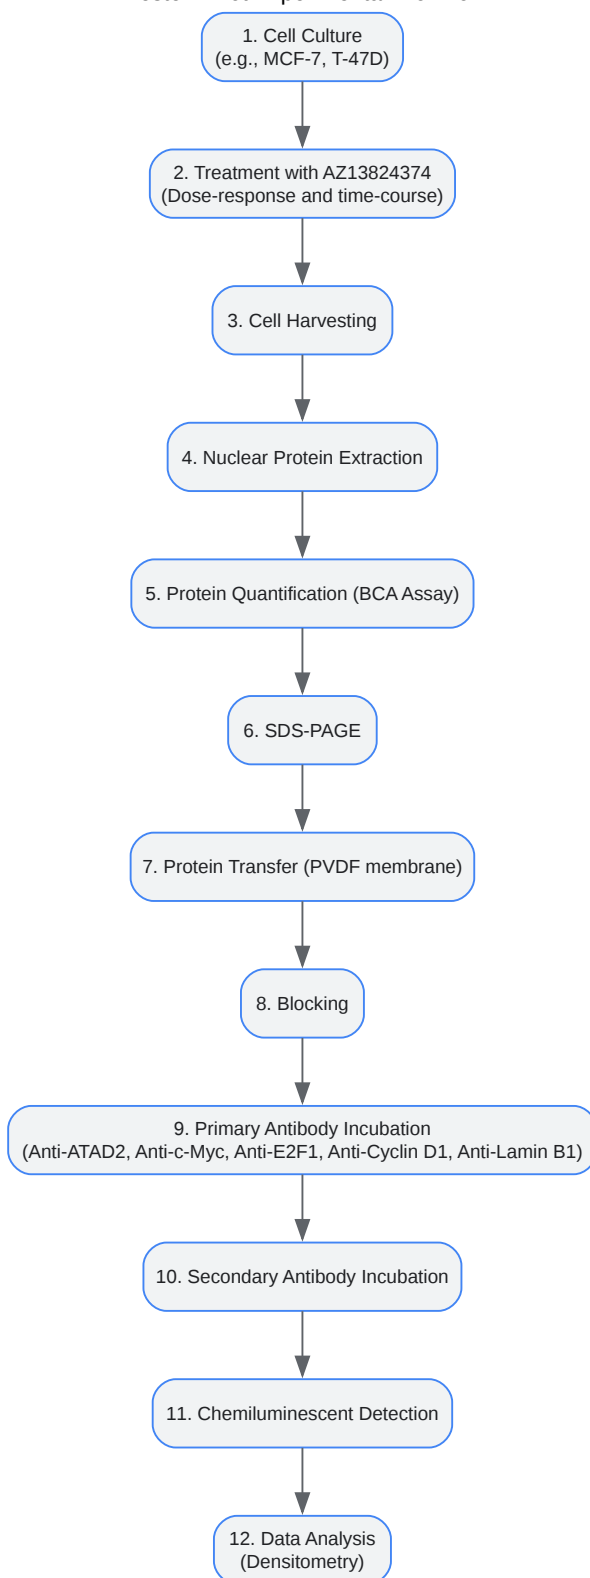 1. Cell Culture
(e.g., MCF-7, T-47D)
2. Treatment with AZ13824374
(Dose-response and time-course)
3. Cell Harvesting
4. Nuclear Protein Extraction
5. Protein Quantification (BCA Assay)
6. SDS-PAGE
7. Protein Transfer (PVDF membrane)
8. Blocking
9. Primary Antibody Incubation
(Anti-ATAD2, Anti-c-Myc, Anti-E2F1, Anti-Cyclin D1, Anti-Lamin B1)
10. Secondary Antibody Incubation
11. Chemiluminescent Detection
12. Data Analysis
(Densitometry)